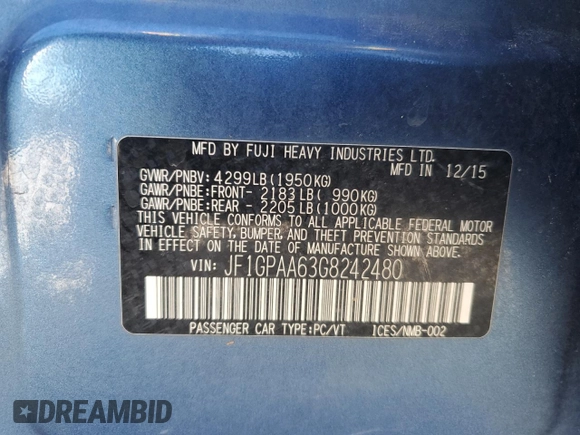 MFD BY FUJI HEAVY INDUSTRIES LTD.
MFD IN 12/15
GVWR/PNBV: 4299LB(1950KG)
GAWR/PNBE:FRONT- 2183LB( 990KG)
GAWR/PNBE:REAR - 2205LB(1000KG)
THIS VEHICLE CONFORMS TO ALL APPLICABLE FEDERAL MOTOR
VEHICLE SAFETY, BUMPER, AND THEFT PREVENTION STANDARDS
IN EFFECT ON THE DATE OF MANUFACTURE SHOWN ABOVE.
VIN: JF1GPAA63G8242480
PASSENGER CAR TYPE:PC/VT ICES/NMB-002
DREAMBID